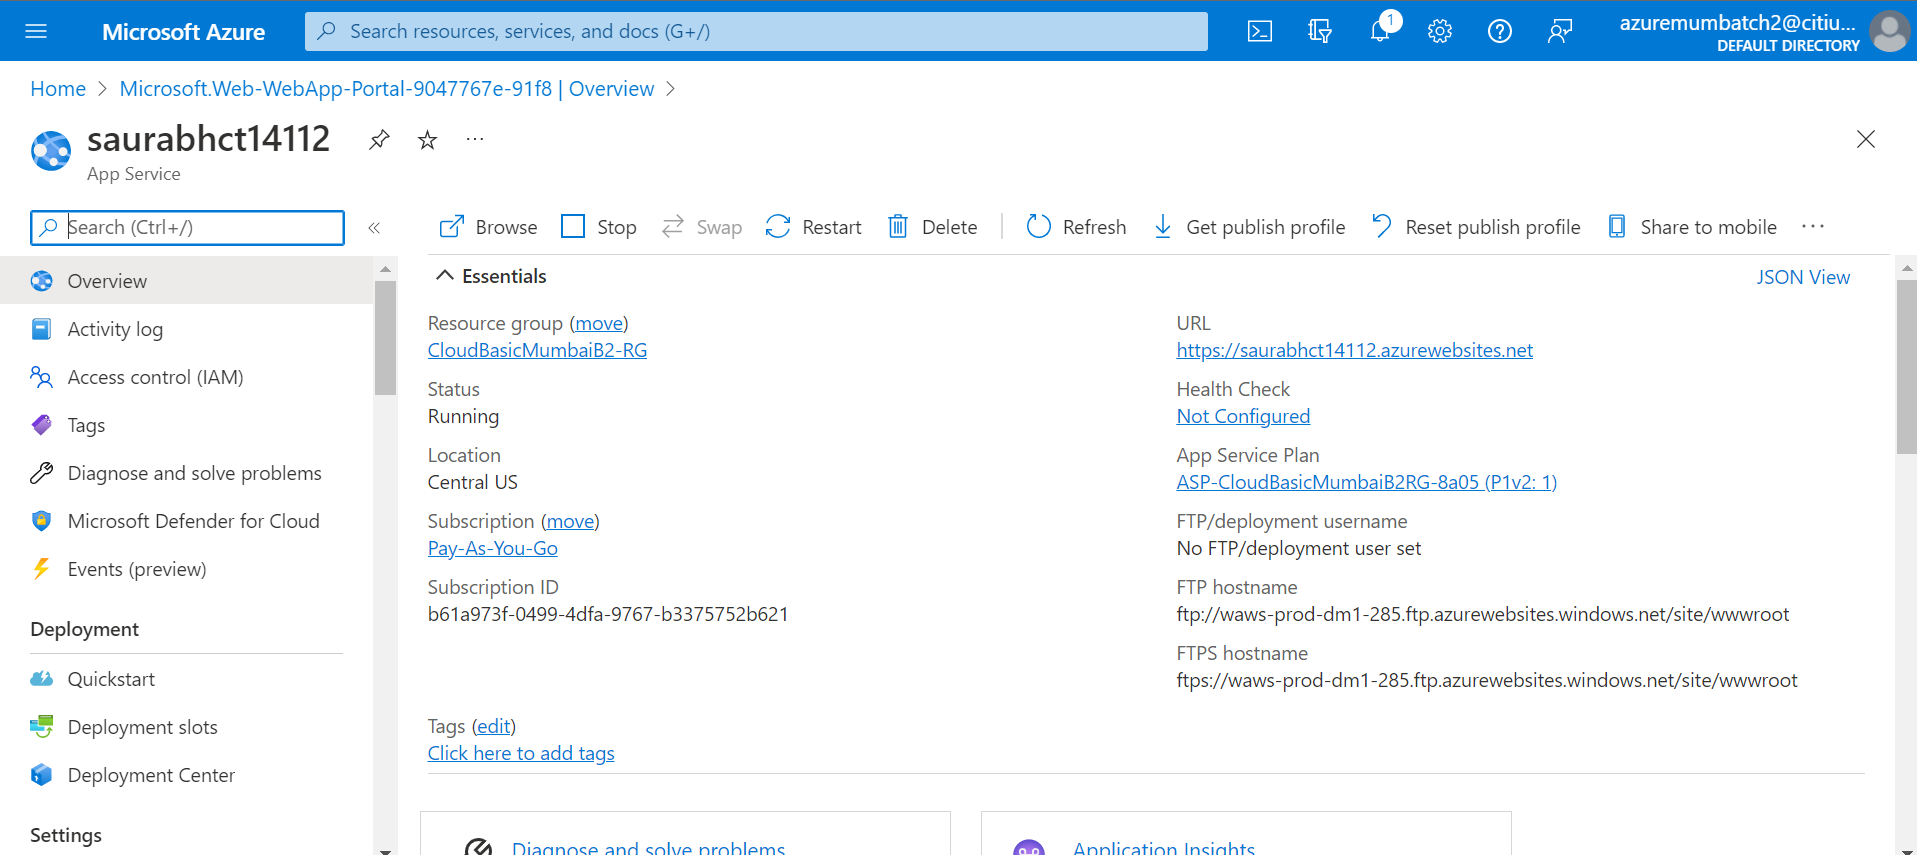 Microsoft Azure
Search resources, services, and docs (G+/)
1
azuremumbatch2@citiu...
DEFAULT DIRECTORY
Home > Microsoft.Web-WebApp-Portal-9047767e-91f8 | Overview >
saurabhct14112
...
App Service
Search (Ctrl+/)
«
Browse
Stop
Swap
Restart
Delete
Refresh
Get publish profile
Reset publish profile
Share to mobile
...
Overview
Activity log
Access control (IAM)
Tags
Diagnose and solve problems
Microsoft Defender for Cloud
Events (preview)
Deployment
Quickstart
Deployment slots
Deployment Center
Settings
Essentials
JSON View
Resource group (move)
CloudBasicMumbaiB2-RG
Status
Running
Location
Central US
Subscription (move)
Pay-As-You-Go
Subscription ID
b61a973f-0499-4dfa-9767-b3375752b621
URL
https://saurabhct14112.azurewebsites.net
Health Check
Not Configured
App Service Plan
ASP-CloudBasicMumbaiB2RG-8a05 (P1v2: 1)
FTP/deployment username
No FTP/deployment user set
FTP hostname
ftp://waws-prod-dm1-285.ftp.azurewebsites.windows.net/site/wwwroot
FTPS hostname
ftps://waws-prod-dm1-285.ftp.azurewebsites.windows.net/site/wwwroot
Tags (edit)
Click here to add tags
Diagnose and solve problems
Application Insights